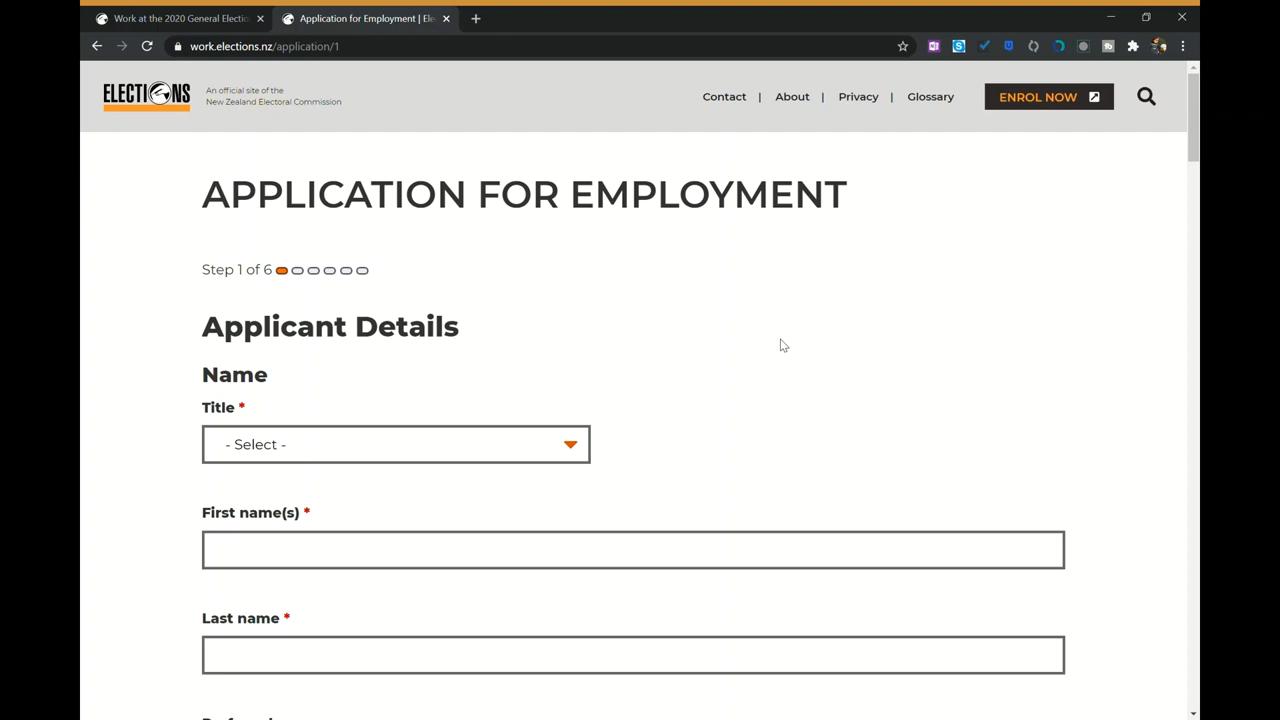 Work at the 2020 General Electio
Application for Employment | Ele
work.elections.nz/application/1
ELECTIONS
An official site of the
New Zealand Electoral Commission
Contact | About | Privacy | Glossary
ENROL NOW
APPLICATION FOR EMPLOYMENT
Step 1 of 6
Applicant Details
Name
Title *
- Select -
First name(s) *
Last name *